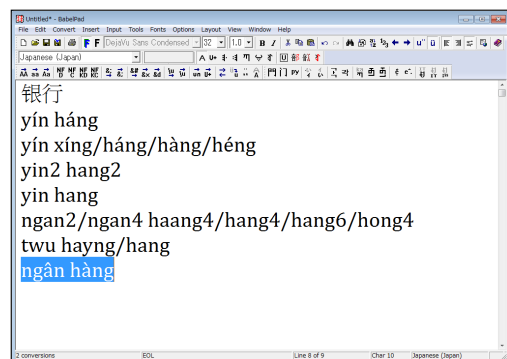 Untitled* - BabelPad
File Edit Convert Insert Input Tools Fonts Options Layout View Window Help
F F DejaVu Sans Condensed 32 1.0 B I
Japanese (Japan)
银行
yín háng
yín xíng/háng/hàng/héng
yin2 hang2
yin hang
ngan2/ngan4 haang4/hang4/hang6/hong4
twu hayng/hang
ngân hàng
2 conversions EOL Line 8 of 9 Char 10 Japanese (Japan)